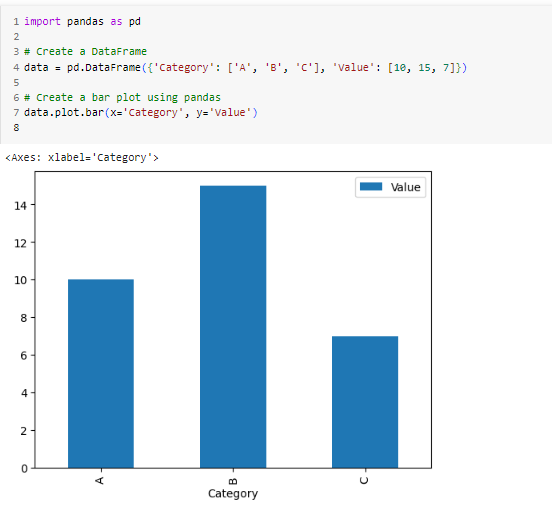 1 import pandas as pd
2
3 # Create a DataFrame
4 data = pd.DataFrame({'Category': ['A', 'B', 'C'], 'Value': [10, 15, 7]})
5
6 # Create a bar plot using pandas
7 data.plot.bar(x='Category', y='Value')
8
<Axes: xlabel='Category'>
Value
14
12
10
8
6
4
2
0
A
B
C
Category